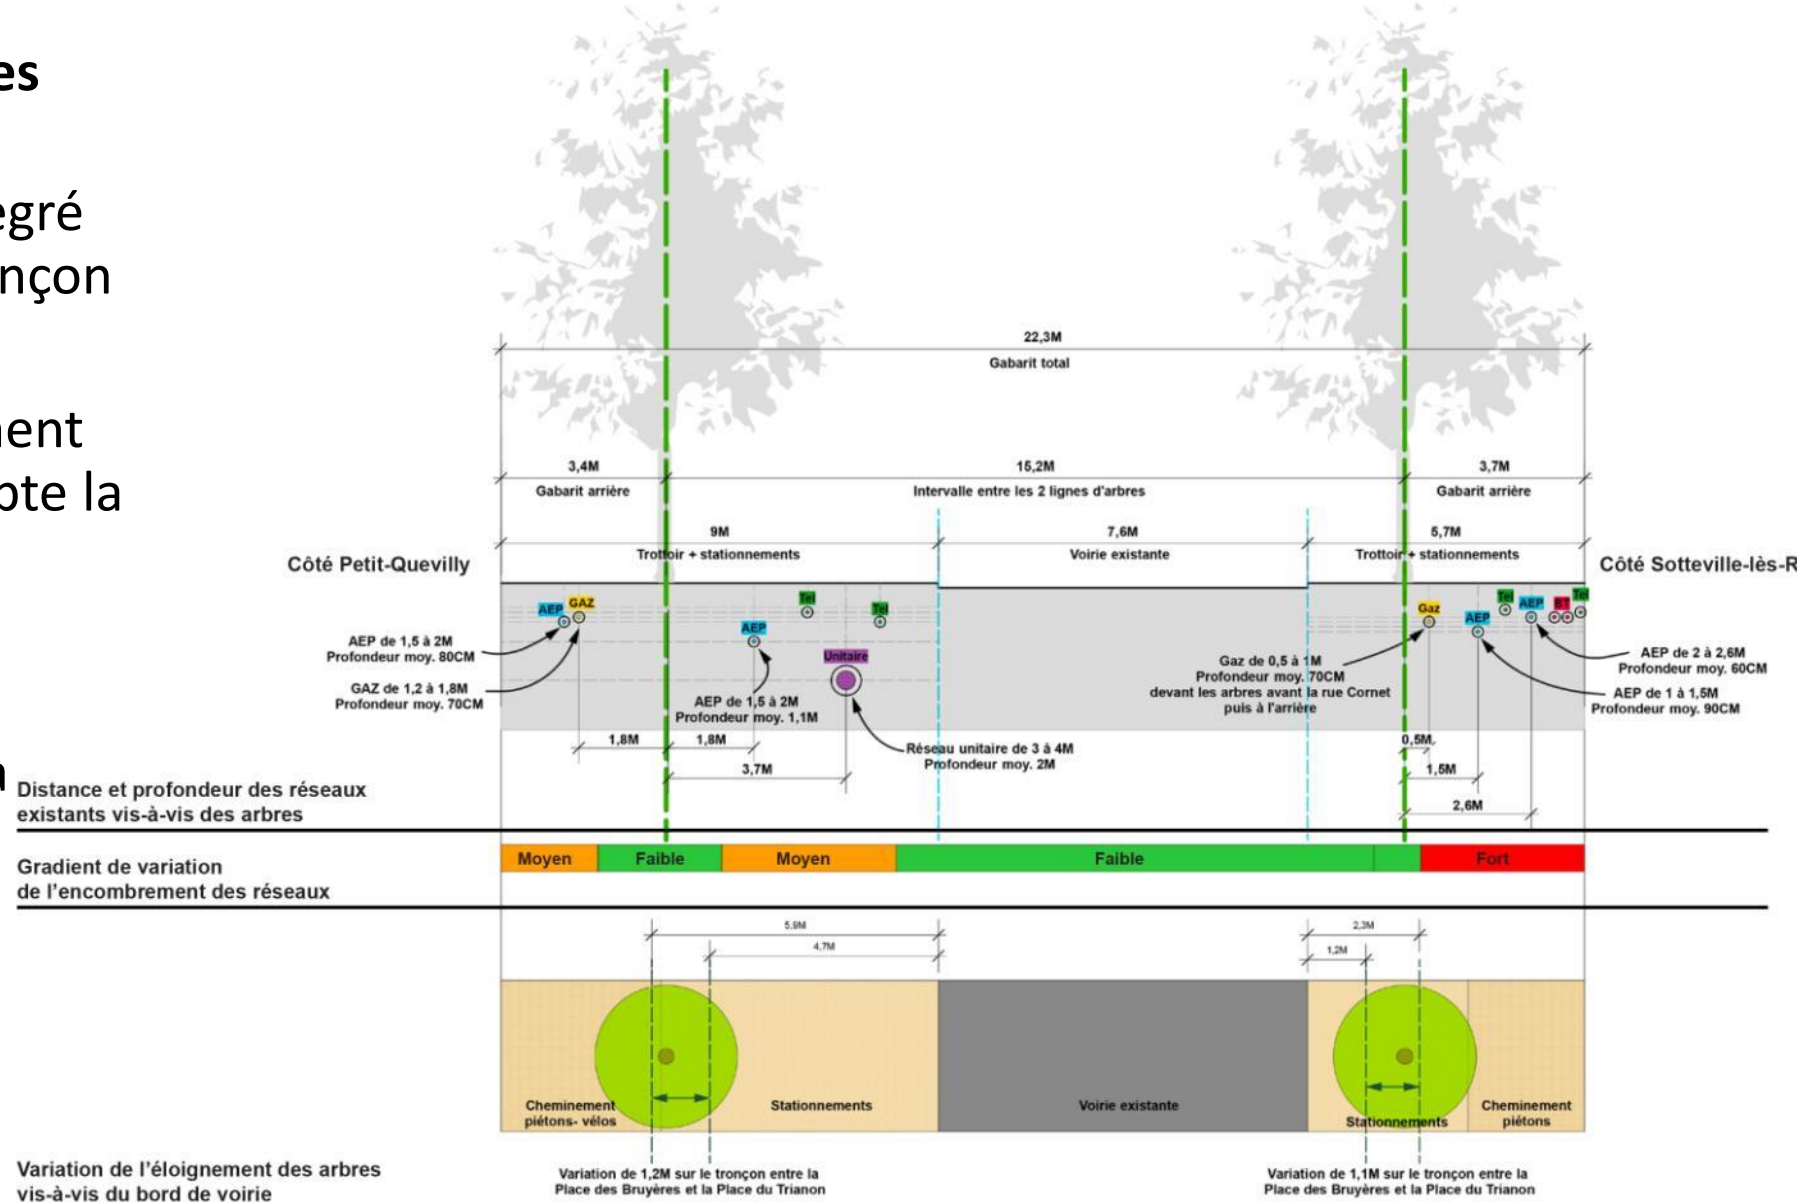 es
egré
nçon
nent
pte la
a
22,3M
Gabarit total
3,4M
Gabarit arrière
15,2M
Intervalle entre les 2 lignes d'arbres
3,7M
Gabarit arrière
9M
Trottoir + stationnements
7,6M
Voirie existante
5,7M
Trottoir + stationnements
Côté Petit-Quevilly
Côté Sotteville-lès-R
AEP
GAZ
Tel
Tel
AEP
Unitaire
Gaz
AEP
Tel
AEP
BT
Tel
AEP de 1,5 à 2M
Profondeur moy. 80CM
GAZ de 1,2 à 1,8M
Profondeur moy. 70CM
AEP de 1,5 à 2M
Profondeur moy. 1,1M
Réseau unitaire de 3 à 4M
Profondeur moy. 2M
Gaz de 0,5 à 1M
Profondeur moy. 70CM
devant les arbres avant la rue Cornet
puis à l'arrière
AEP de 2 à 2,6M
Profondeur moy. 60CM
AEP de 1 à 1,5M
Profondeur moy. 90CM
1,8M
1,8M
3,7M
0,5M
1,5M
2,6M
Distance et profondeur des réseaux
existants vis-à-vis des arbres
Moyen
Faible
Moyen
Faible
Fort
Gradient de variation
de l'encombrement des réseaux
5,9M
4,7M
2,3M
1,2M
Cheminement
piétons- vélos
Stationnements
Voirie existante
Stationnements
Cheminement
piétons
Variation de l'éloignement des arbres
vis-à-vis du bord de voirie
Variation de 1,2M sur le tronçon entre la
Place des Bruyères et la Place du Trianon
Variation de 1,1M sur le tronçon entre la
Place des Bruyères et la Place du Trianon